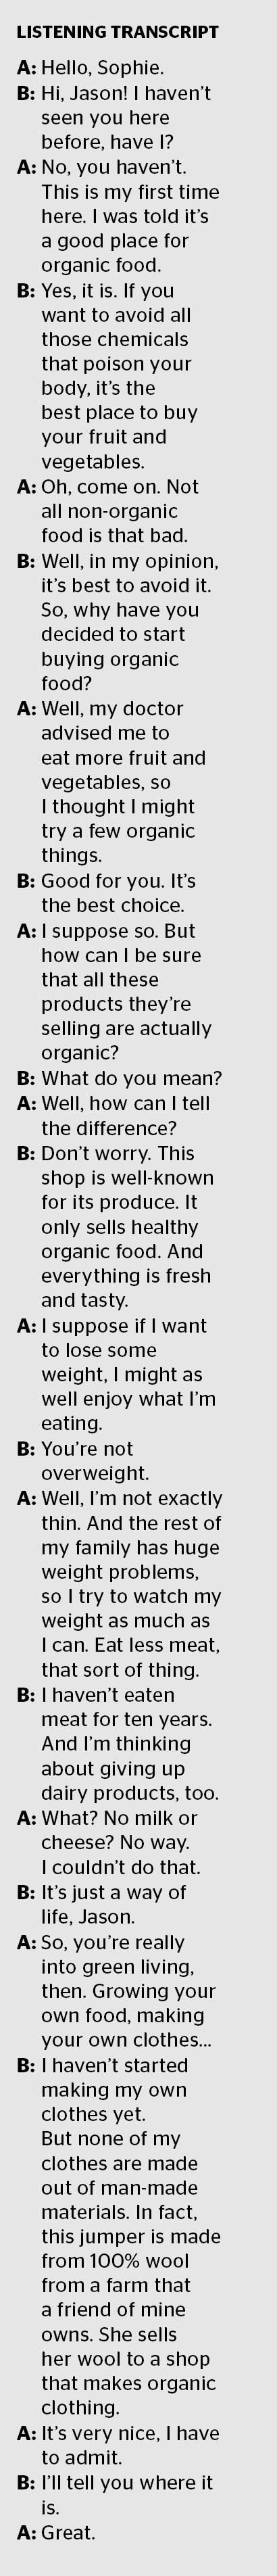 LISTENING TRANSCRIPT
A: Hello, Sophie.
B: Hi, Jason! I haven't
seen you here
before, have I?
A: No, you haven't.
This is my first time
here. I was told it's
a good place for
organic food.
B: Yes, it is. If you
want to avoid all
those chemicals
that poison your
body, it's the
best place to buy
your fruit and
vegetables.
A: Oh, come on. Not
all non-organic
food is that bad.
B: Well, in my opinion,
it's best to avoid it.
So, why have you
decided to start
buying organic
food?
A: Well, my doctor
advised me to
eat more fruit and
vegetables, so
I thought I might
try a few organic
things.
B: Good for you. It's
the best choice.
A: I suppose so. But
how can I be sure
that all these
products they're
selling are actually
organic?
B: What do you mean?
A: Well, how can I tell
the difference?
B: Don't worry. This
shop is well-known
for its produce. It
only sells healthy
organic food. And
everything is fresh
and tasty.
A: I suppose if I want
to lose some
weight, I might as
well enjoy what I'm
eating.
B: You're not
overweight.
A: Well, I'm not exactly
thin. And the rest of
my family has huge
weight problems,
so I try to watch my
weight as much as
I can. Eat less meat,
that sort of thing.
B: I haven't eaten
meat for ten years.
And I'm thinking
about giving up
dairy products, too.
A: What? No milk or
cheese? No way.
I couldn't do that.
B: It's just a way of
life, Jason.
A: So, you're really
into green living,
then. Growing your
own food, making
your own clothes...
B: I haven't started
making my own
clothes yet.
But none of my
clothes are made
out of man-made
materials. In fact,
this jumper is made
from 100% wool
from a farm that
a friend of mine
owns. She sells
her wool to a shop
that makes organic
clothing.
A: It's very nice, I have
to admit.
B: I'll tell you where it
is.
A: Great.